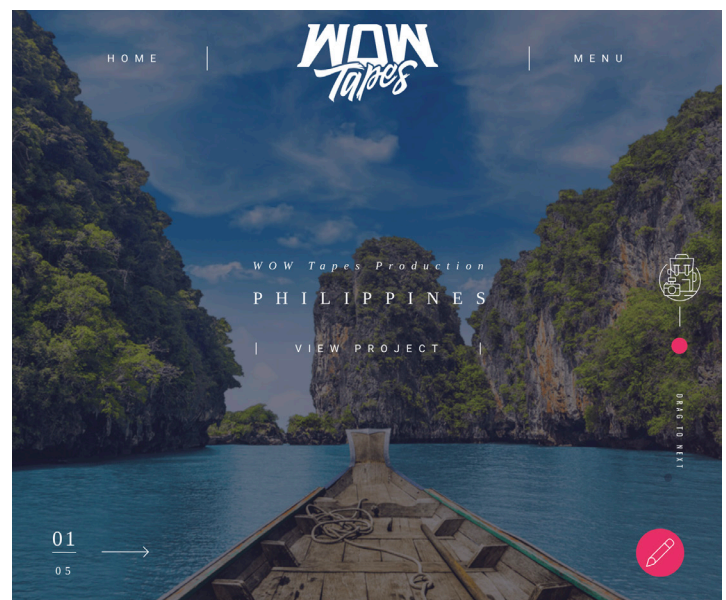 HOME
WOW
Tapes
MENU
WOW Tapes Production
PHILIPPINES
VIEW PROJECT
DRAG TO NEXT
01
05